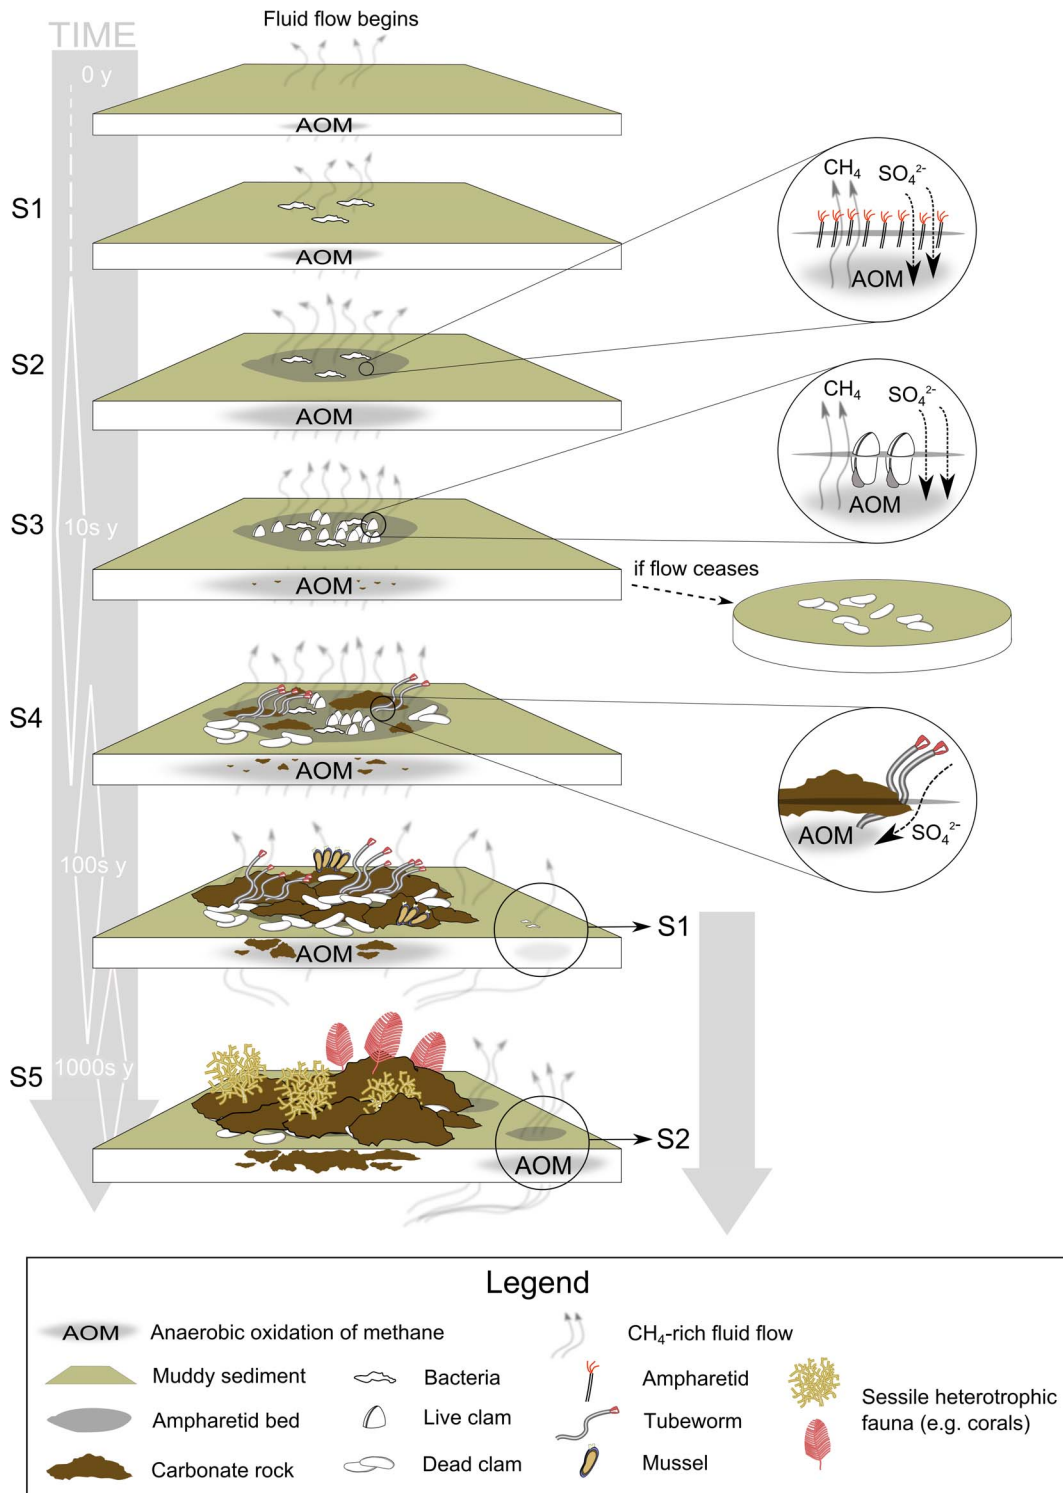 Fluid flow begins
TIME
0 y
AOM
S1
AOM
CH₄ SO₄²⁻
AOM
S2
AOM
CH₄ SO₄²⁻
AOM
S3
10s y
AOM
if flow ceases
S4
AOM
AOM
SO₄²⁻
100s y
AOM
S1
S5
1000s y
S2
AOM
Legend
AOM Anaerobic oxidation of methane
CH₄-rich fluid flow
Muddy sediment
Bacteria
Ampharetid
Sessile heterotrophic
fauna (e.g. corals)
Ampharetid bed
Live clam
Tubeworm
Carbonate rock
Dead clam
Mussel